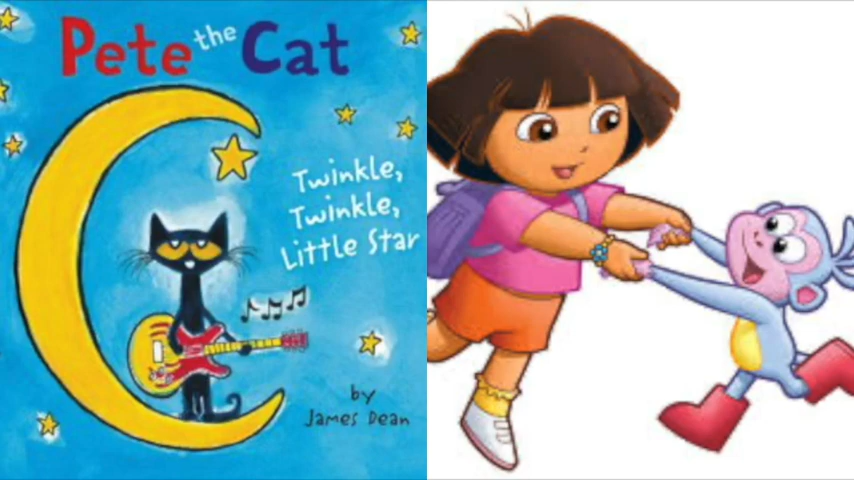 Pete the Cat
Twinkle,
Twinkle,
Little Star
by
James Dean